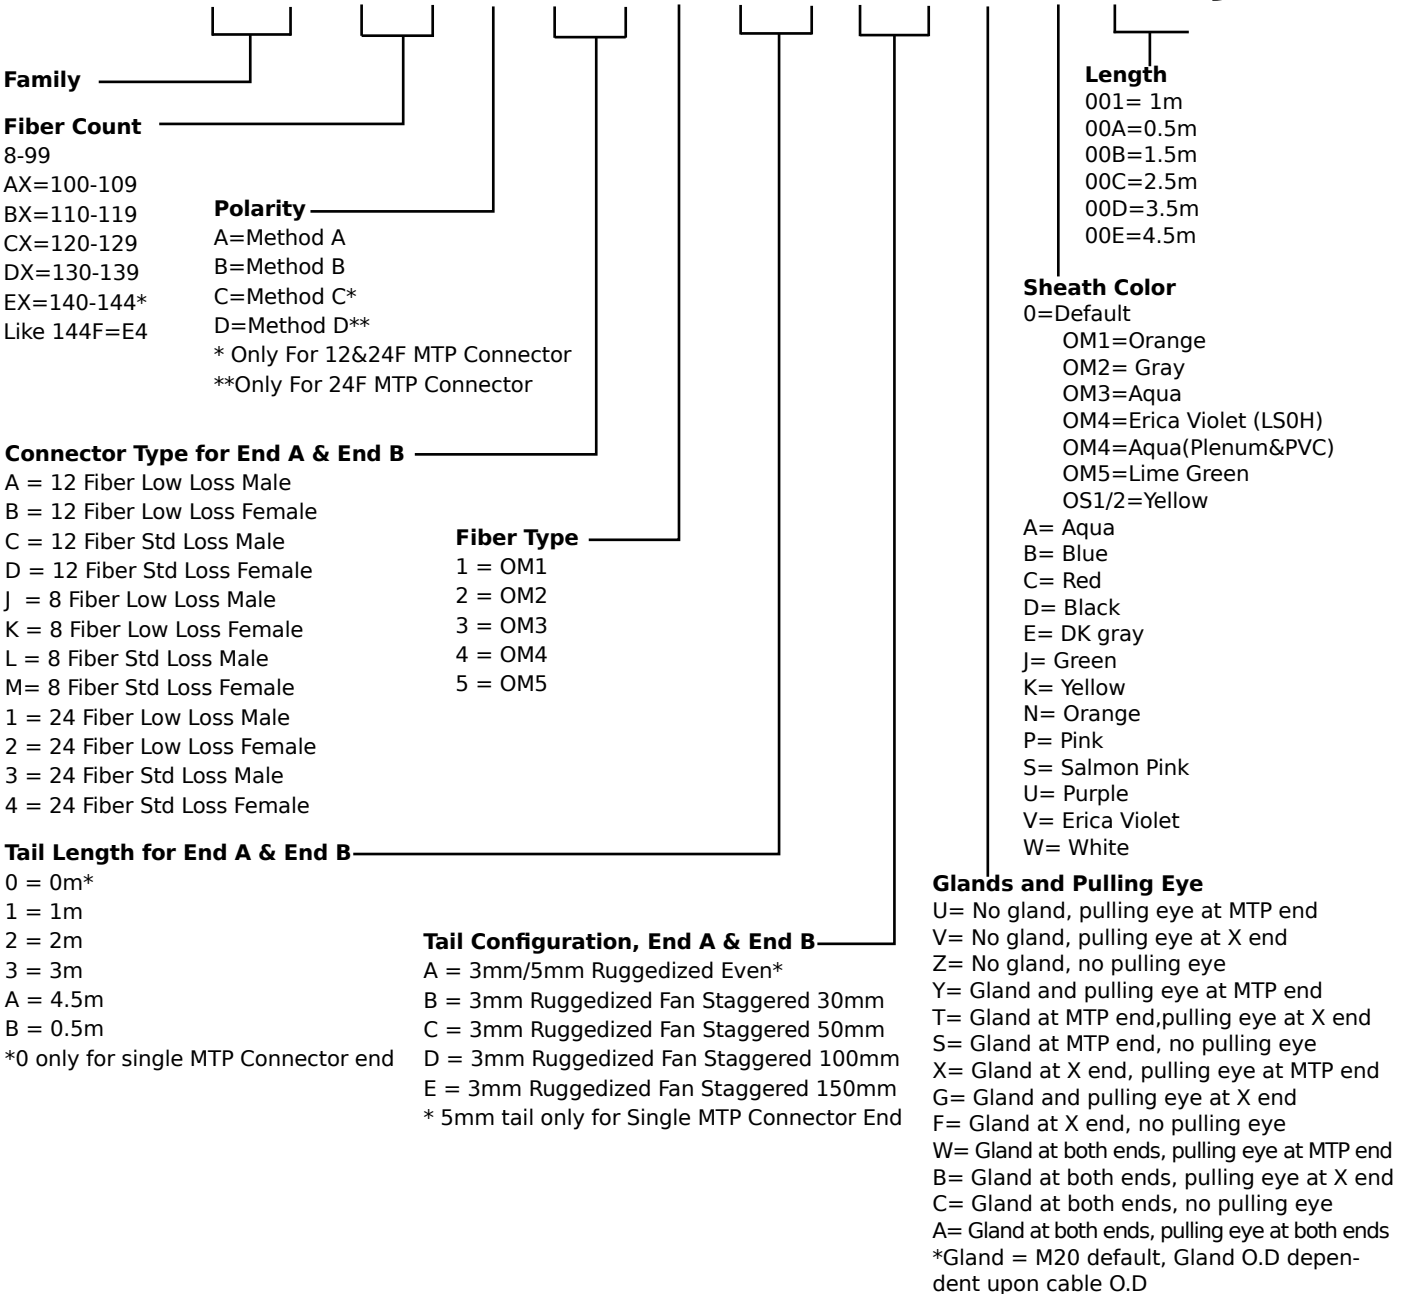 Family
Fiber Count
8-99
AX=100-109
BX=110-119
CX=120-129
DX=130-139
EX=140-144*
Like 144F=E4
Polarity
A=Method A
B=Method B
C=Method C*
D=Method D**
* Only For 12&24F MTP Connector
**Only For 24F MTP Connector
Connector Type for End A & End B
A = 12 Fiber Low Loss Male
B = 12 Fiber Low Loss Female
C = 12 Fiber Std Loss Male
D = 12 Fiber Std Loss Female
J = 8 Fiber Low Loss Male
K = 8 Fiber Low Loss Female
L = 8 Fiber Std Loss Male
M= 8 Fiber Std Loss Female
1 = 24 Fiber Low Loss Male
2 = 24 Fiber Low Loss Female
3 = 24 Fiber Std Loss Male
4 = 24 Fiber Std Loss Female
Fiber Type
1 = OM1
2 = OM2
3 = OM3
4 = OM4
5 = OM5
Tail Length for End A & End B
0 = 0m*
1 = 1m
2 = 2m
3 = 3m
A = 4.5m
B = 0.5m
*0 only for single MTP Connector end
Tail Configuration, End A & End B
A = 3mm/5mm Ruggedized Even*
B = 3mm Ruggedized Fan Staggered 30mm
C = 3mm Ruggedized Fan Staggered 50mm
D = 3mm Ruggedized Fan Staggered 100mm
E = 3mm Ruggedized Fan Staggered 150mm
* 5mm tail only for Single MTP Connector End
Length
001= 1m
00A=0.5m
00B=1.5m
00C=2.5m
00D=3.5m
00E=4.5m
Sheath Color
0=Default
OM1=Orange
OM2= Gray
OM3=Aqua
OM4=Erica Violet (LS0H)
OM4=Aqua(Plenum&PVC)
OM5=Lime Green
OS1/2=Yellow
A= Aqua
B= Blue
C= Red
D= Black
E= DK gray
J= Green
K= Yellow
N= Orange
P= Pink
S= Salmon Pink
U= Purple
V= Erica Violet
W= White
Glands and Pulling Eye
U= No gland, pulling eye at MTP end
V= No gland, pulling eye at X end
Z= No gland, no pulling eye
Y= Gland and pulling eye at MTP end
T= Gland at MTP end,pulling eye at X end
S= Gland at MTP end, no pulling eye
X= Gland at X end, pulling eye at MTP end
G= Gland and pulling eye at X end
F= Gland at X end, no pulling eye
W= Gland at both ends, pulling eye at MTP end
B= Gland at both ends, pulling eye at X end
C= Gland at both ends, no pulling eye
A= Gland at both ends, pulling eye at both ends
*Gland = M20 default, Gland O.D depen-
dent upon cable O.D